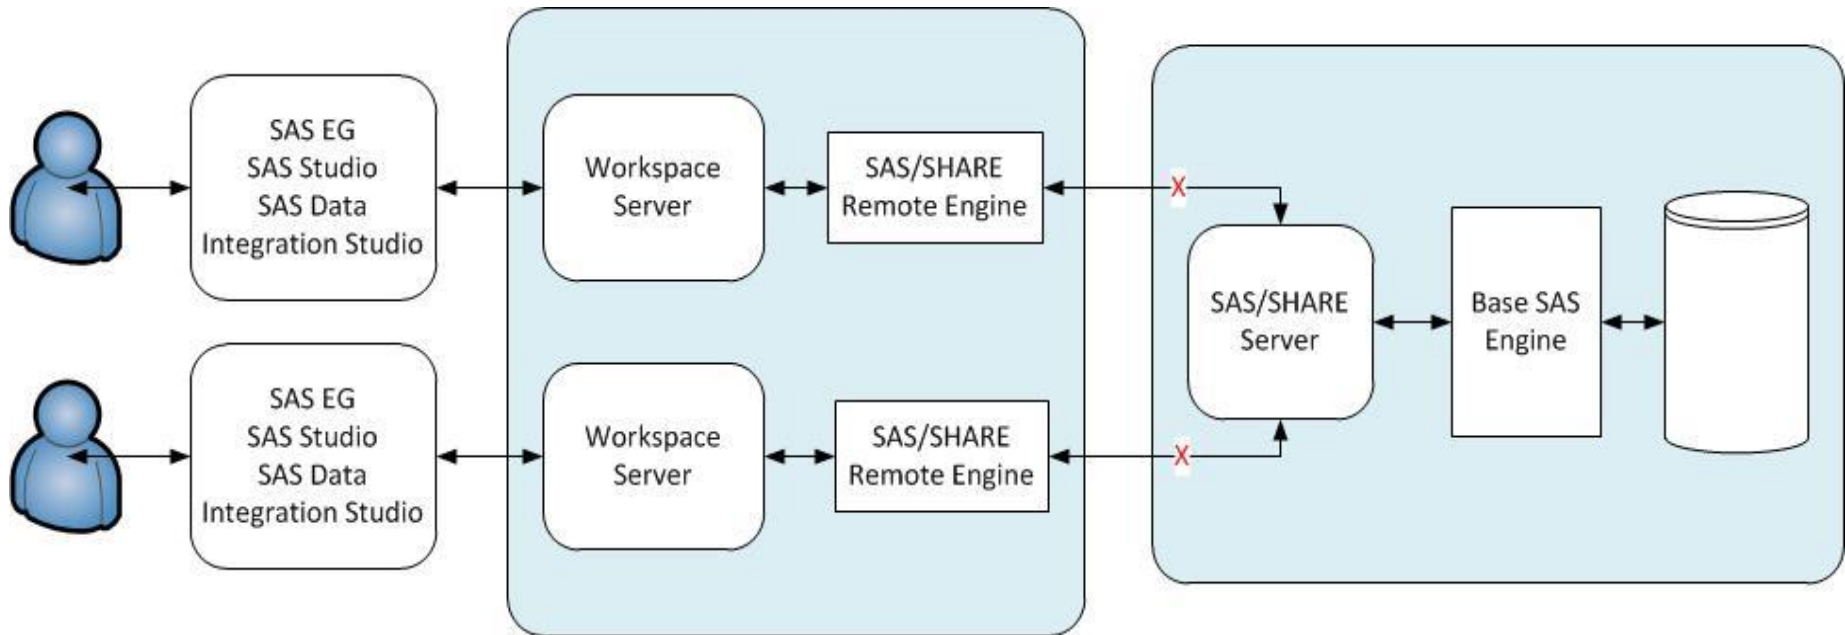 SAS EG
SAS Studio
SAS Data
Integration Studio
Workspace
Server
SAS/SHARE
Remote Engine
X
SAS/SHARE
Server
Base SAS
Engine
SAS EG
SAS Studio
SAS Data
Integration Studio
Workspace
Server
SAS/SHARE
Remote Engine
X